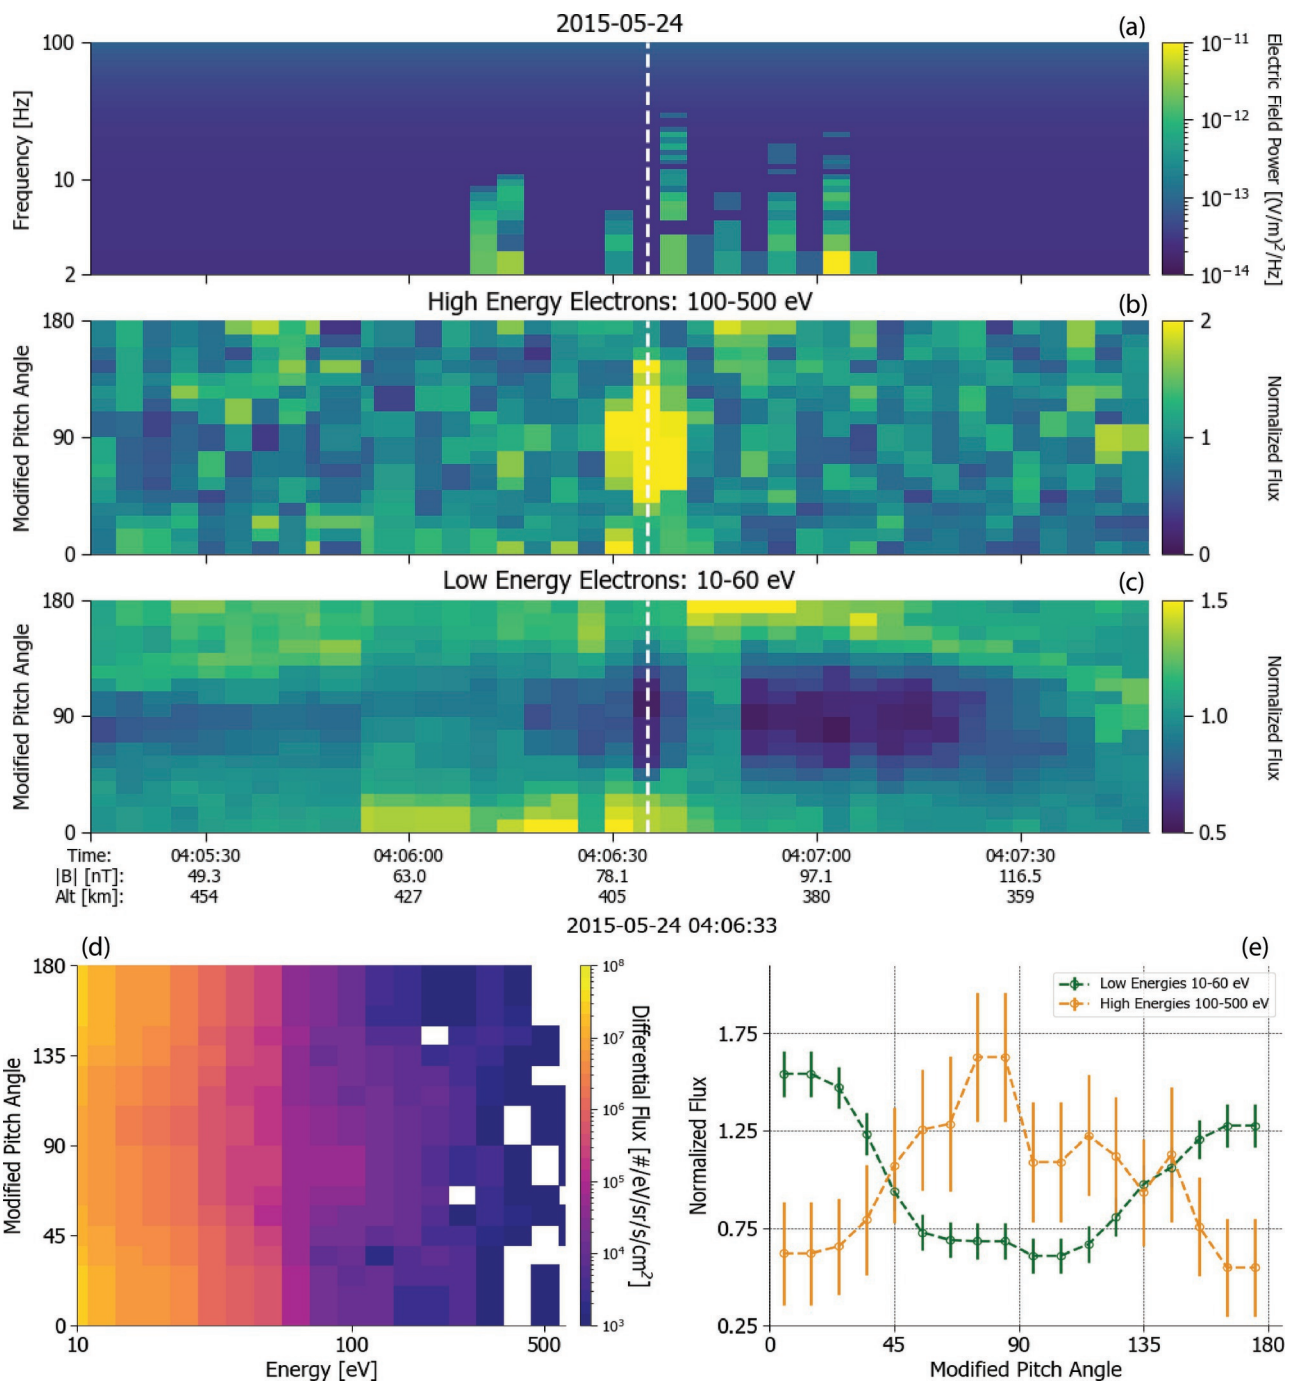 2015-05-24
(a)
100
10
2
Frequency [Hz]
10⁻¹¹
10⁻¹²
10⁻¹³
10⁻¹⁴
Electric Field Power [(V/m)²/Hz]
High Energy Electrons: 100-500 eV
(b)
180
90
0
Modified Pitch Angle
2
1
0
Normalized Flux
Low Energy Electrons: 10-60 eV
(c)
180
90
0
Modified Pitch Angle
1.5
1.0
0.5
Normalized Flux
Time: 04:05:30 04:06:00 04:06:30 04:07:00 04:07:30
|B| [nT]: 49.3 63.0 78.1 97.1 116.5
Alt [km]: 454 427 405 380 359
2015-05-24 04:06:33
(d)
180
135
90
45
0
Modified Pitch Angle
10 100 500
Energy [eV]
10⁸
10⁷
10⁶
10⁵
10⁴
10³
Differential Flux [#/eV/sr/s/cm²]
(e)
Low Energies 10-60 eV
High Energies 100-500 eV
1.75
1.25
0.75
0.25
Normalized Flux
0 45 90 135 180
Modified Pitch Angle